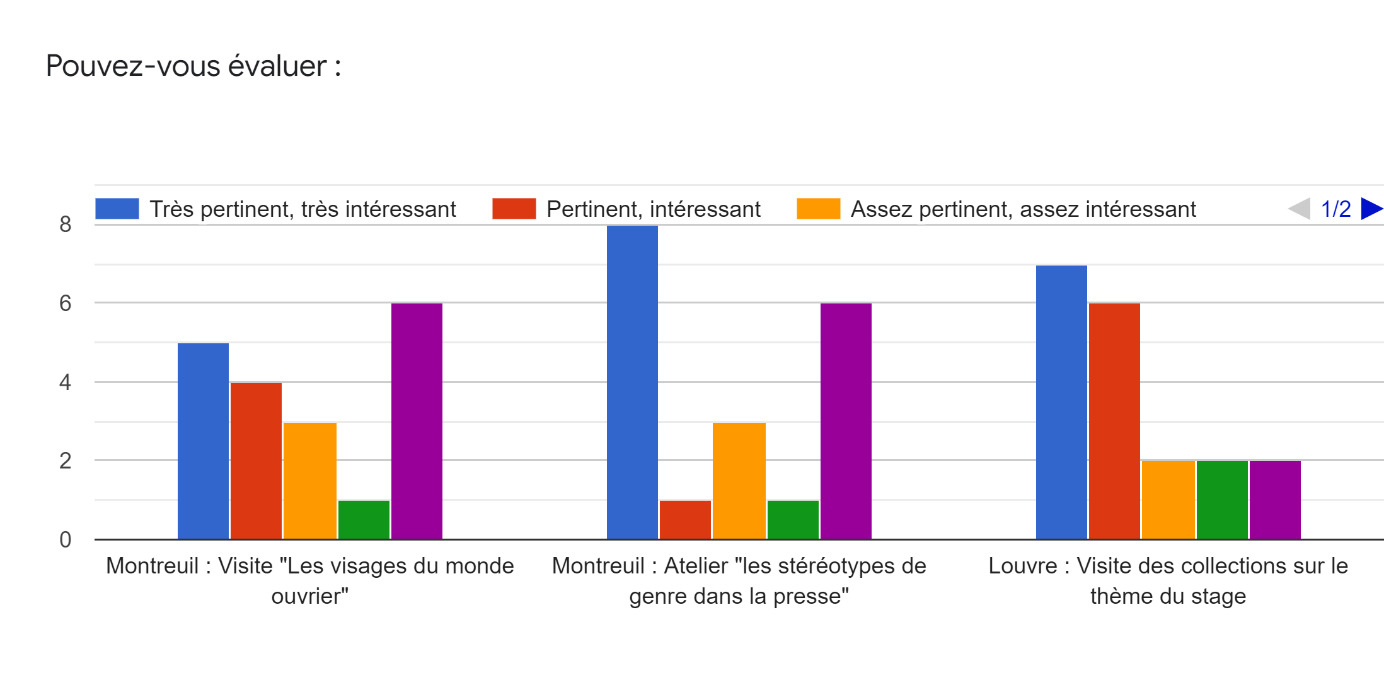 Pouvez-vous évaluer :
Très pertinent, très intéressant
Pertinent, intéressant
Assez pertinent, assez intéressant
1/2
8
6
4
2
0
Montreuil : Visite "Les visages du monde
ouvrier"
Montreuil : Atelier "les stéréotypes de
genre dans la presse"
Louvre : Visite des collections sur le
thème du stage